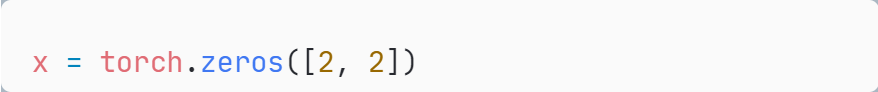 x = torch.zeros([2, 2])